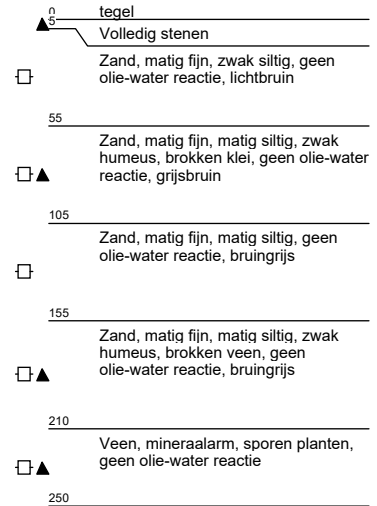 0 tegel
5
Volledig stenen
Zand, matig fijn, zwak siltig, geen
olie-water reactie, lichtbruin
55
Zand, matig fijn, matig siltig, zwak
humeus, brokken klei, geen olie-water
reactie, grijsbruin
105
Zand, matig fijn, matig siltig, geen
olie-water reactie, bruingrijs
155
Zand, matig fijn, matig siltig, zwak
humeus, brokken veen, geen
olie-water reactie, bruingrijs
210
Veen, mineraalarm, sporen planten,
geen olie-water reactie
250